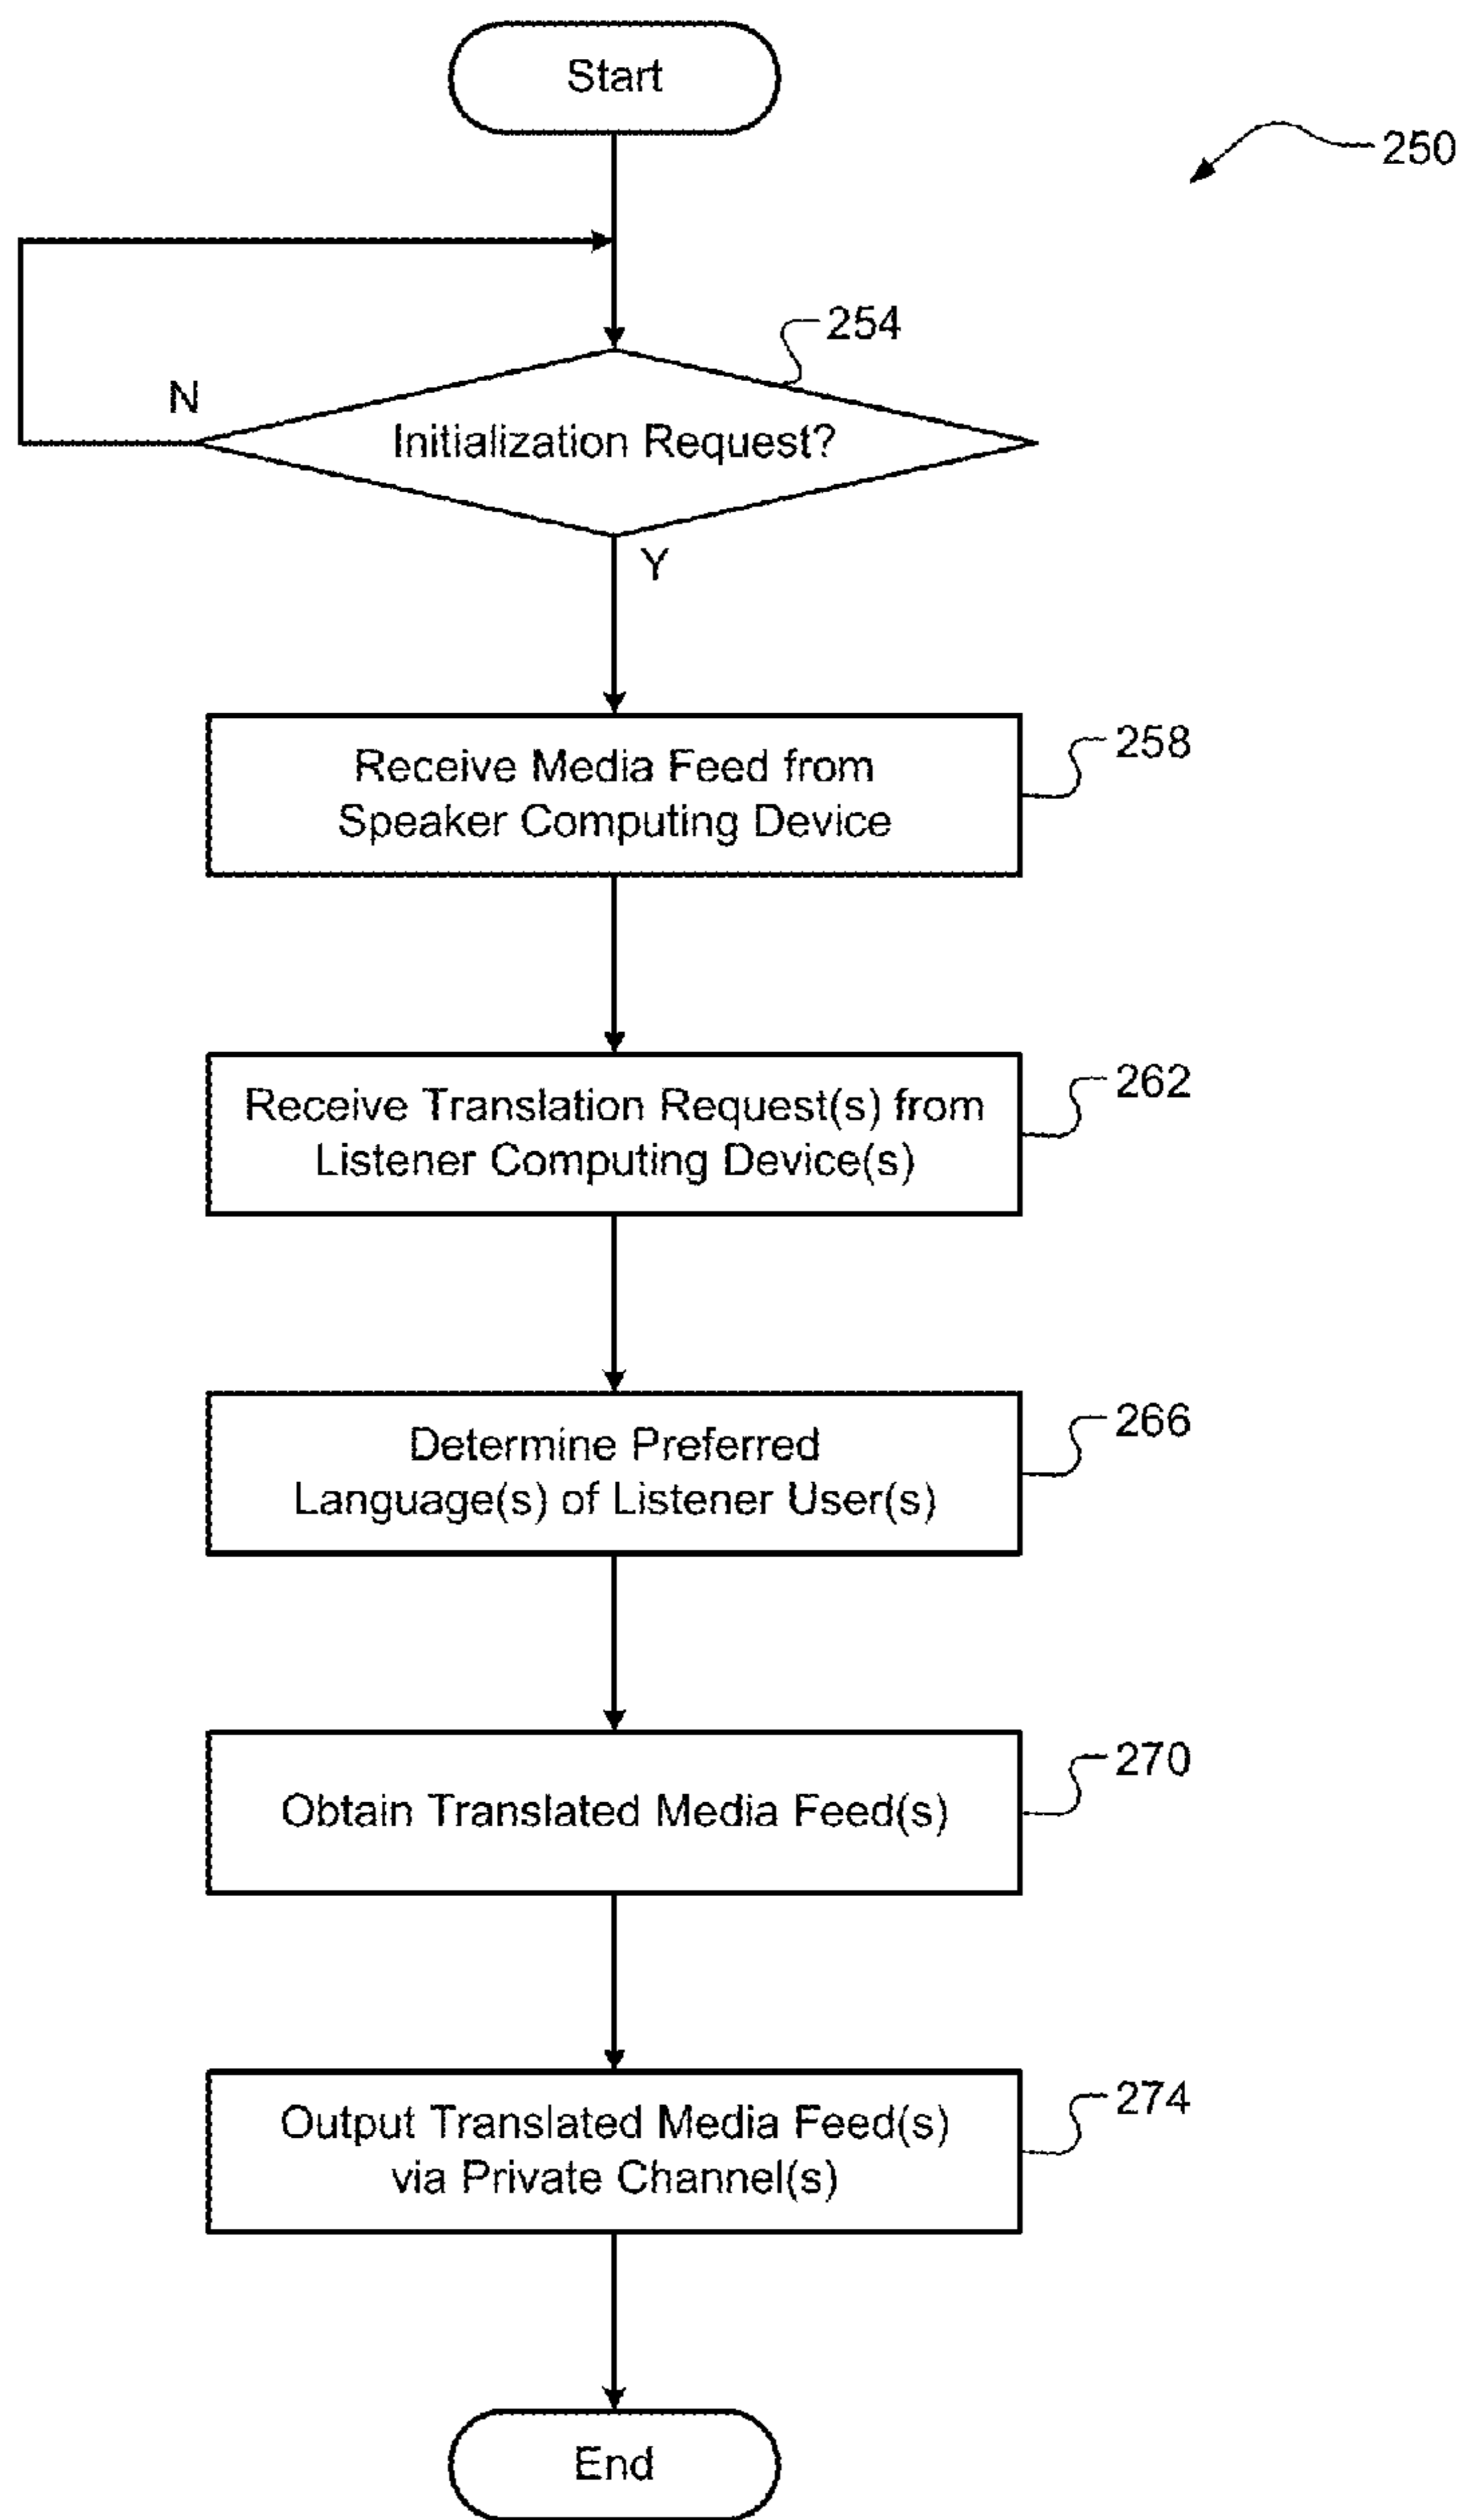 Start
250
254
N
Initialization Request?
Y
Receive Media Feed from
Speaker Computing Device
258
Receive Translation Request(s) from
Listener Computing Device(s)
262
Determine Preferred
Language(s) of Listener User(s)
266
Obtain Translated Media Feed(s)
270
Output Translated Media Feed(s)
via Private Channel(s)
274
End